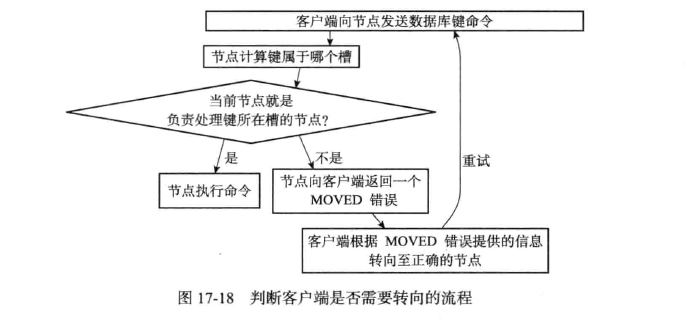 客户端向节点发送数据库键命令
节点计算键属于哪个槽
当前节点就是
负责处理键所在槽的节点?
是
不是
重试
节点执行命令
节点向客户端返回一个
MOVED 错误
客户端根据 MOVED 错误提供的信息
转向至正确的节点
图 17-18 判断客户端是否需要转向的流程